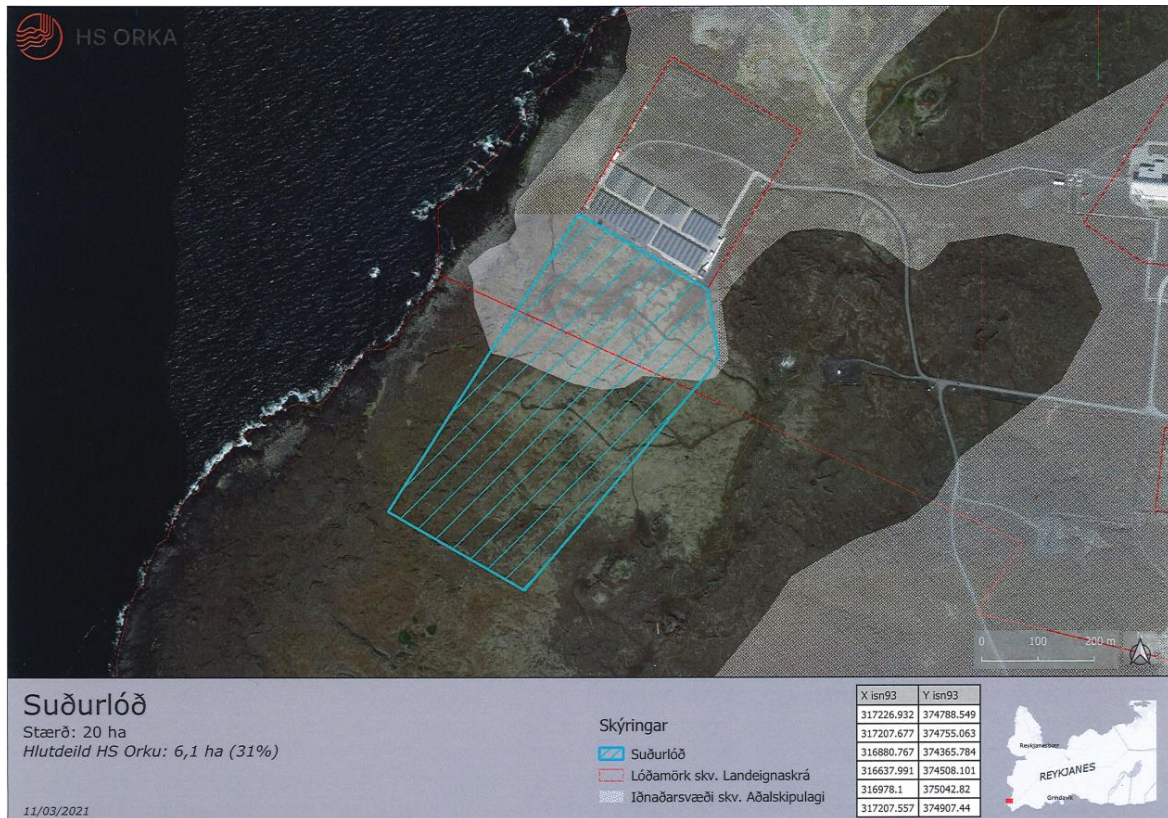 HS ORKA
0 100 200 m
Suðurlóð
Stærð: 20 ha
Hlutdeild HS Orku: 6,1 ha (31%)
11/03/2021
Skýringar
Suðurlóð
Lóðamörk skv. Landeignaskrá
Iðnaðarsvæði skv. Aðalskipulagi
X isn93 Y isn93
317226.932 374788.549
317207.677 374755.063
316880.767 374365.784
316637.991 374508.101
316978.1 375042.82
317207.557 374907.44
Reykjanesbær
REYKJANES
Grindavík